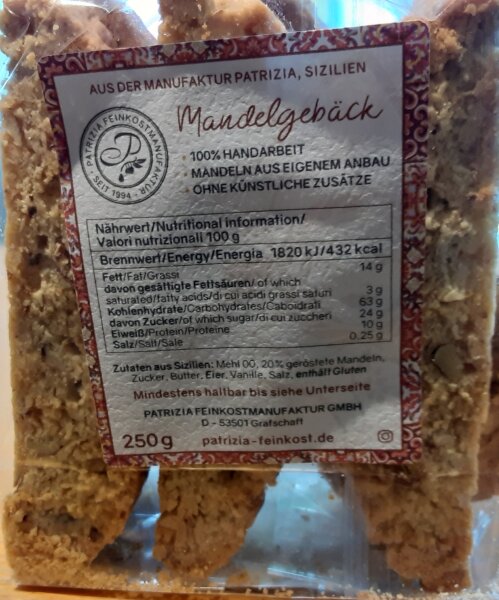 AUS DER MANUFAKTUR PATRIZIA, SIZILIEN
PATRIZIA FEINKOSTMANUFAKTUR
• SEIT 1994 •
P
Mandelgebäck
• 100% HANDARBEIT
• MANDELN AUS EIGENEM ANBAU
• OHNE KÜNSTLICHE ZUSÄTZE
Nährwert/Nutritional information/
Valori nutrizionali 100 g
Brennwert/Energy/Energia 1820 kJ/432 kcal
Fett/Fat/Grassi 14 g
davon gesättigte Fettsäuren/of which
saturated/fatty acids/di cui acidi grassi saturi 3 g
Kohlenhydrate/Carbohydrates/Caboidrati 63 g
davon Zucker/of which sugar/di cui zuccheri 24 g
Eiweiß/Protein/Proteine 10 g
Salz/Salt/Sale 0,25 g
Zutaten aus Sizilien: Mehl 00, 20% geröstete Mandeln,
Zucker, Butter, Eier, Vanille, Salz, enthält Gluten
Mindestens haltbar bis siehe Unterseite
PATRIZIA FEINKOSTMANUFAKTUR GMBH
D - 53501 Grafschaft
250 g patrizia-feinkost.de